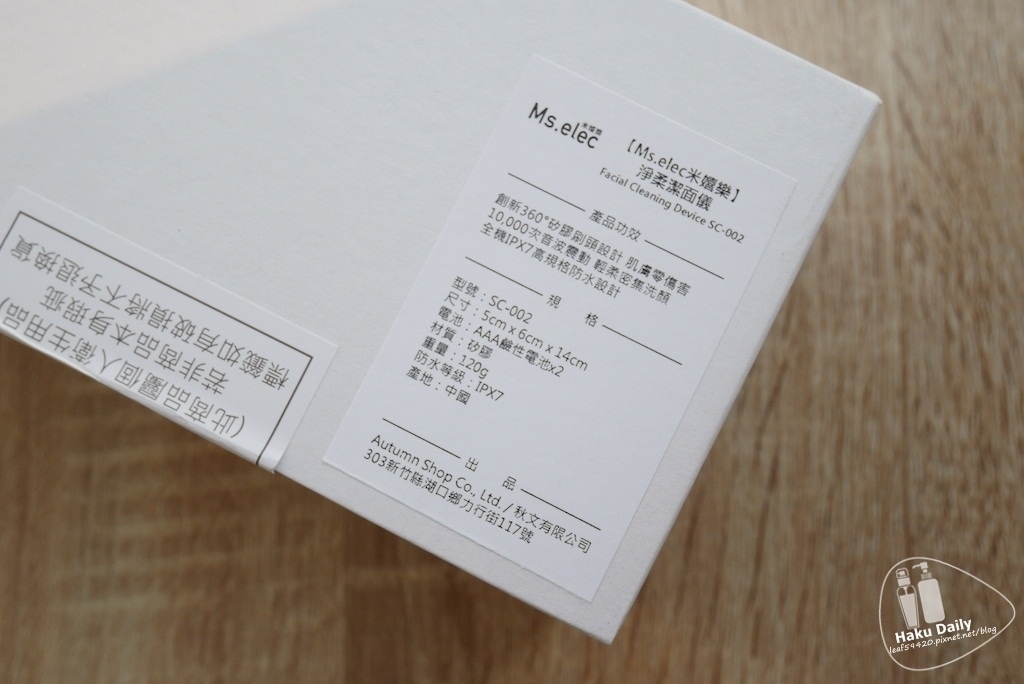 Ms.elec 米嬉樂
【Ms.elec米嬉樂】
淨柔潔面儀
Facial Cleaning Device SC-002
產品功效
創新360°矽膠刷頭設計 肌膚零傷害
10,000次音波震動 輕柔密集洗顏
全機IPX7高規格防水設計
規 格
型號：SC-002
尺寸：5cm x 6cm x 14cm
電池：AAA鹼性電池x2
材質：矽膠
重量：120g
防水等級：IPX7
產地：中國
出 品
Autumn Shop Co., Ltd. / 秋文有限公司
303新竹縣湖口鄉力行街117號
標籤如有破損將不予退換貨
若非商品本身瑕疵
(此商品屬個人衛生用品)
Haku Daily
leaf54420.pixnet.net/blog